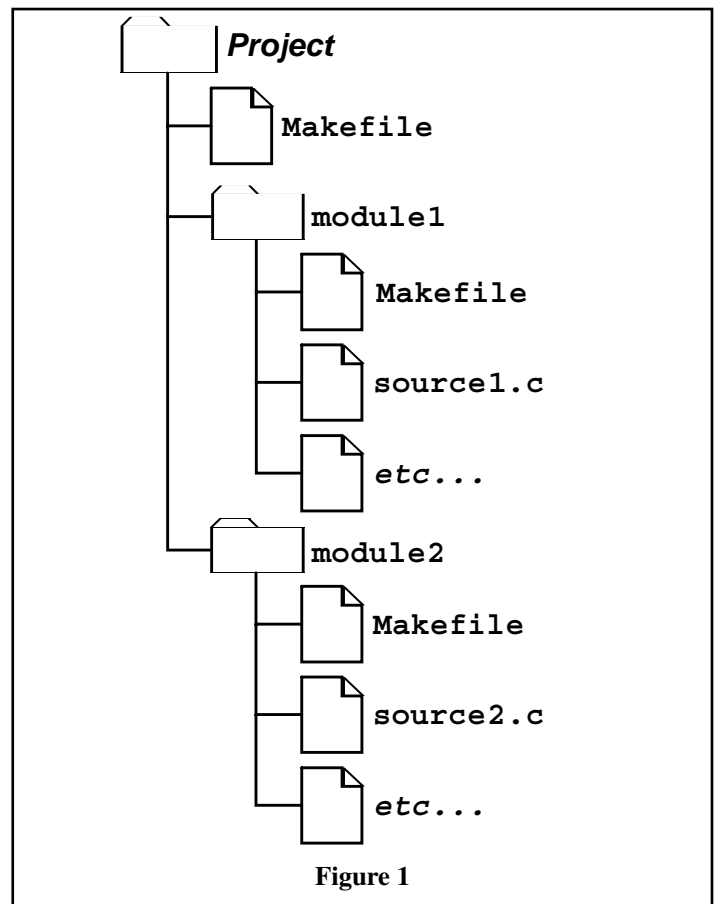 Project
Makefile
module1
Makefile
source1.c
etc...
module2
Makefile
source2.c
etc...
Figure 1